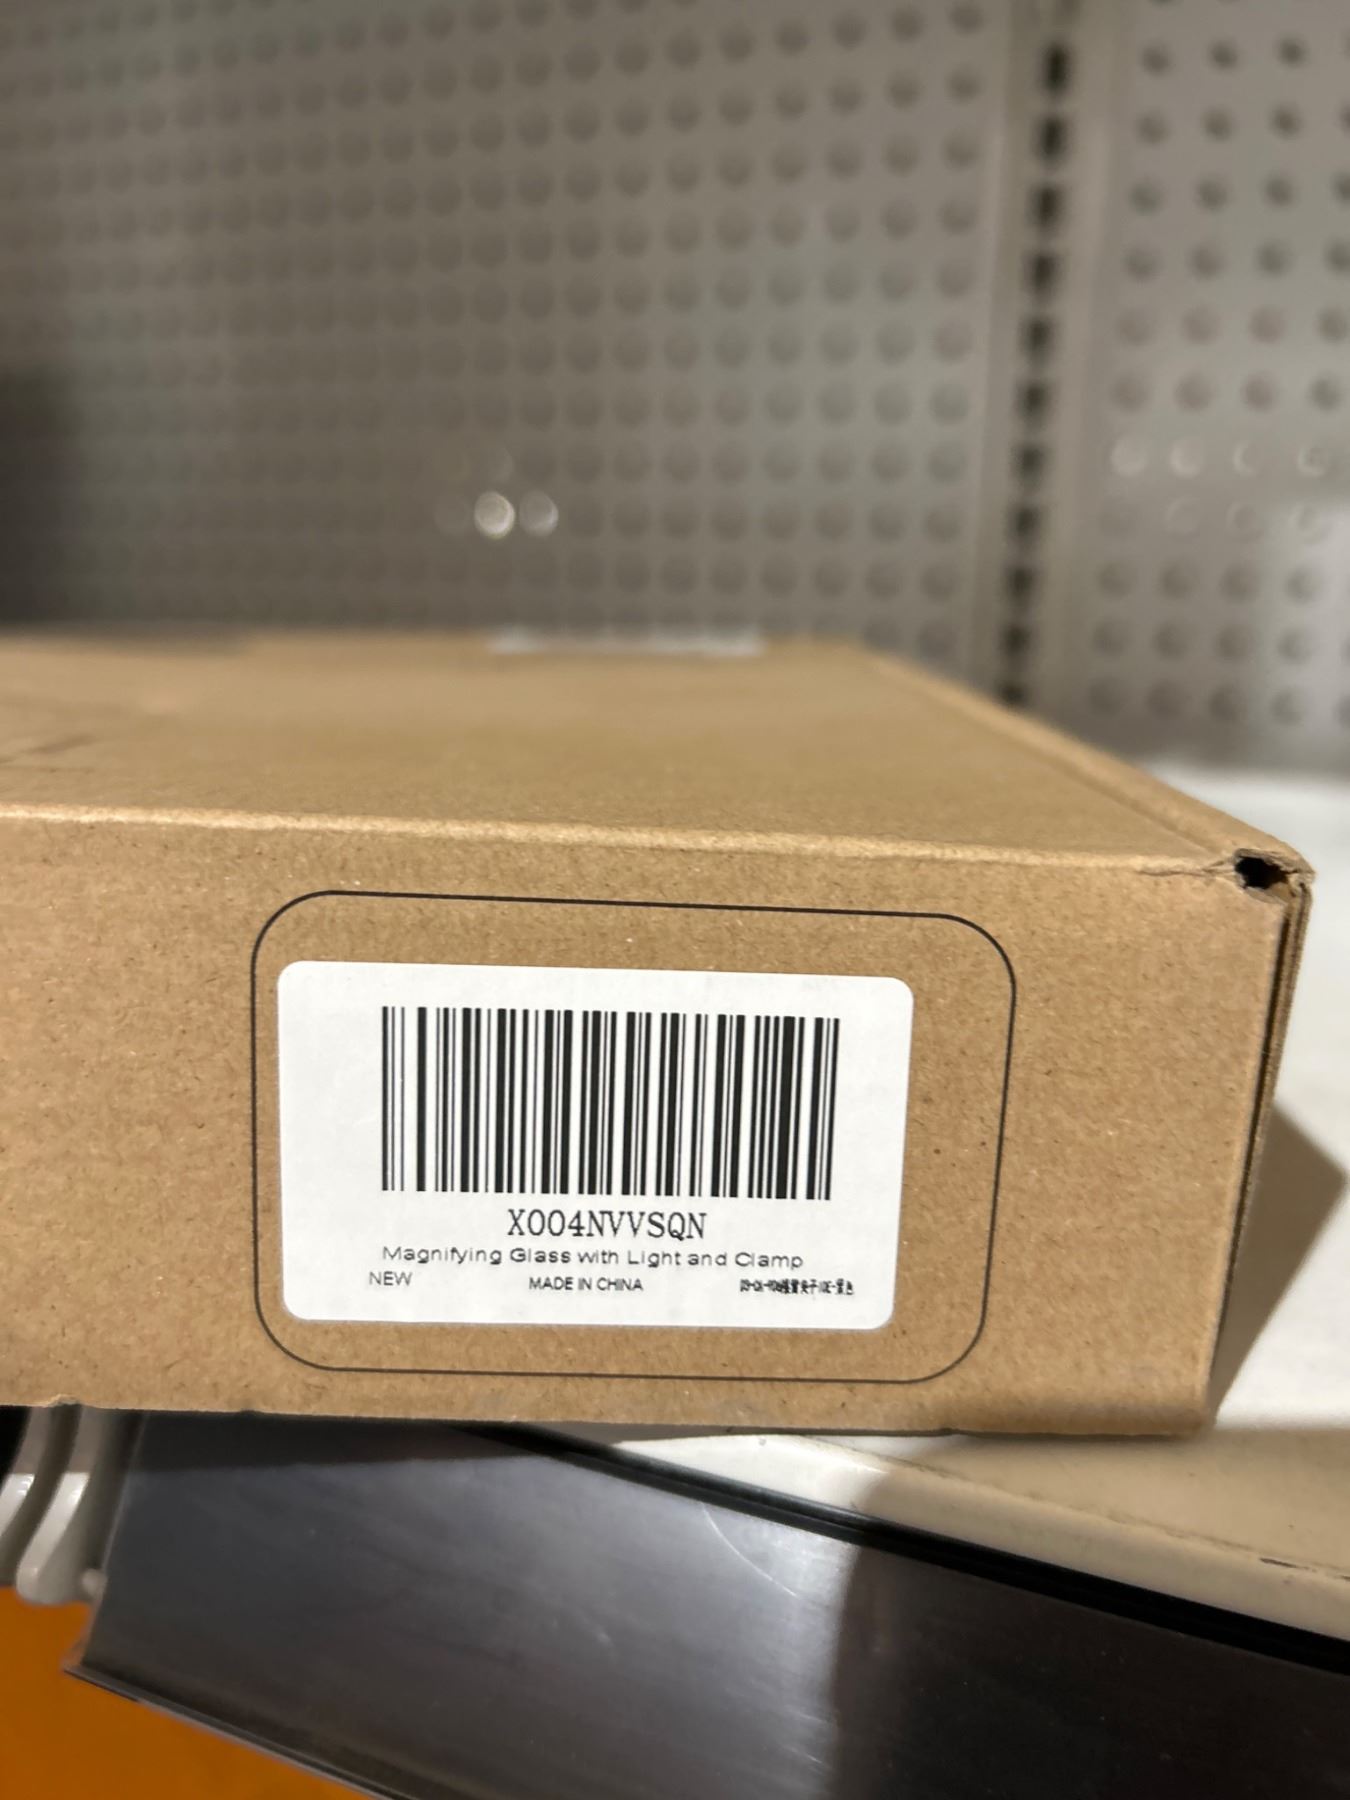 X004NVVSQN
Magnifying Glass with Light and Clamp
NEW MADE IN CHINA